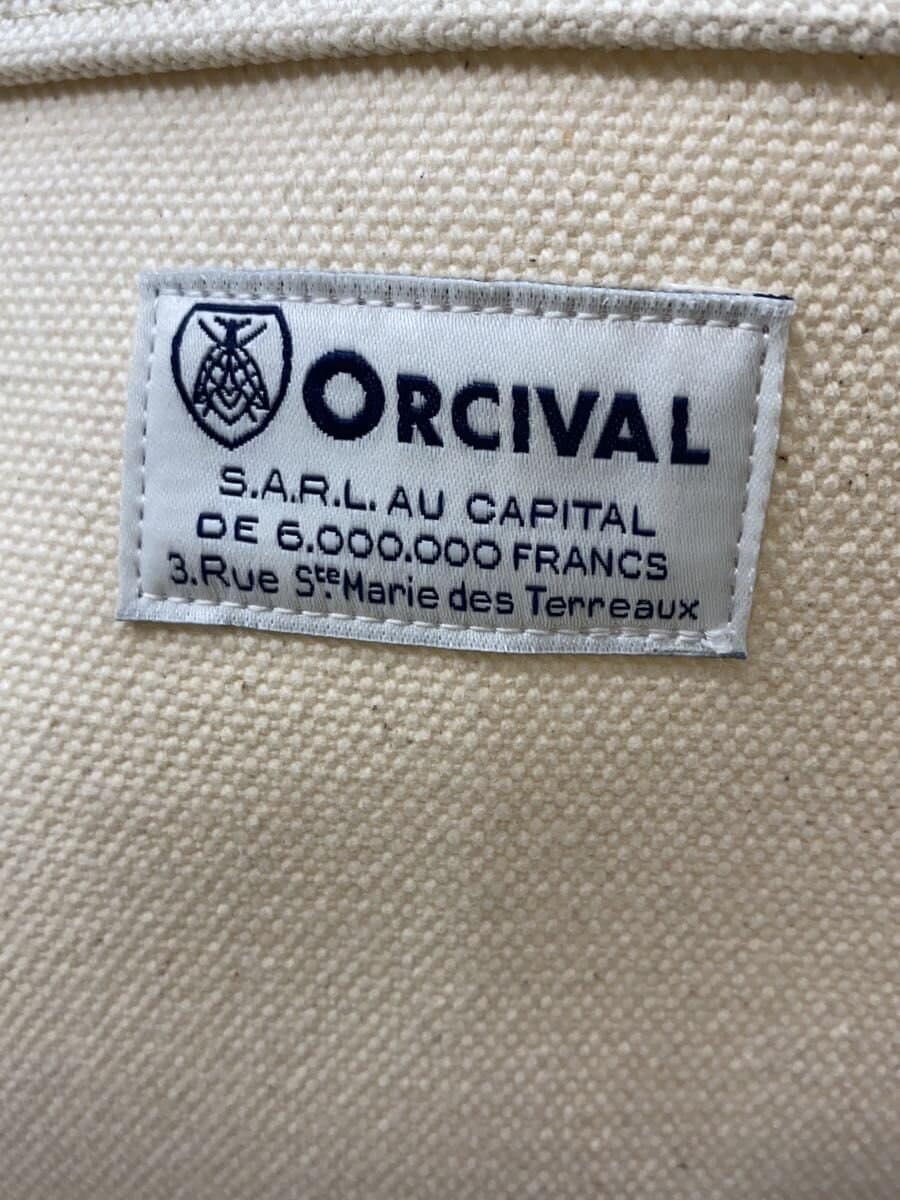 ORCIVAL
S.A.R.L. AU CAPITAL
DE 6.000.000 FRANCS
3.Rue Ste.Marie des Terreaux